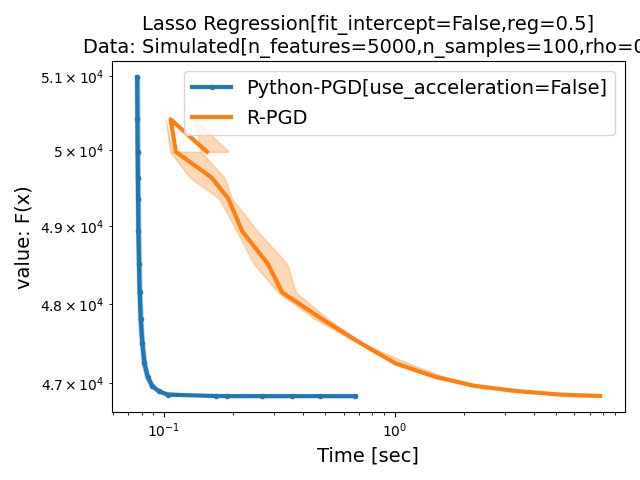 Lasso Regression[fit_intercept=False,reg=0.5]
Data: Simulated[n_features=5000,n_samples=100,rho=0
Python-PGD[use_acceleration=False]
R-PGD
value: F(x)
5.1 × 10⁴
5 × 10⁴
4.9 × 10⁴
4.8 × 10⁴
4.7 × 10⁴
10⁻¹ 10⁰
Time [sec]